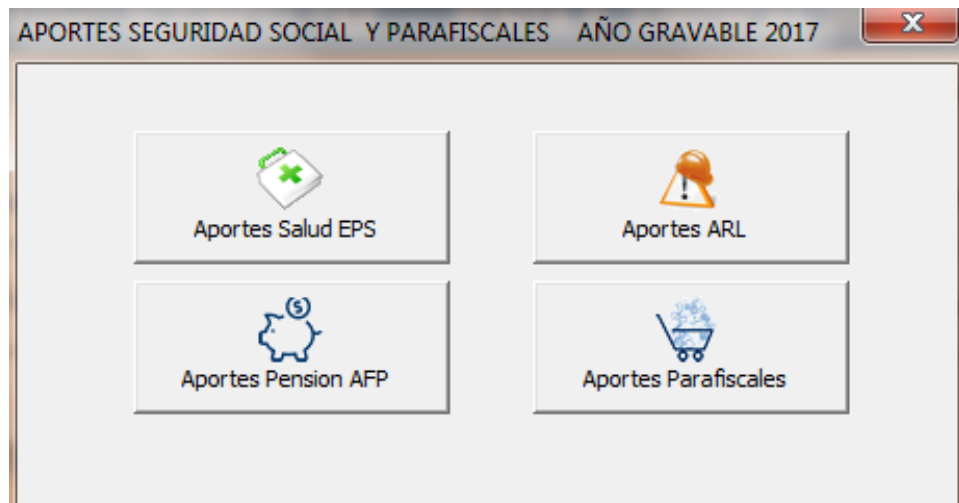 APORTES SEGURIDAD SOCIAL Y PARAFISCALES AÑO GRAVABLE 2017
Aportes Salud EPS
Aportes ARL
Aportes Pension AFP
Aportes Parafiscales